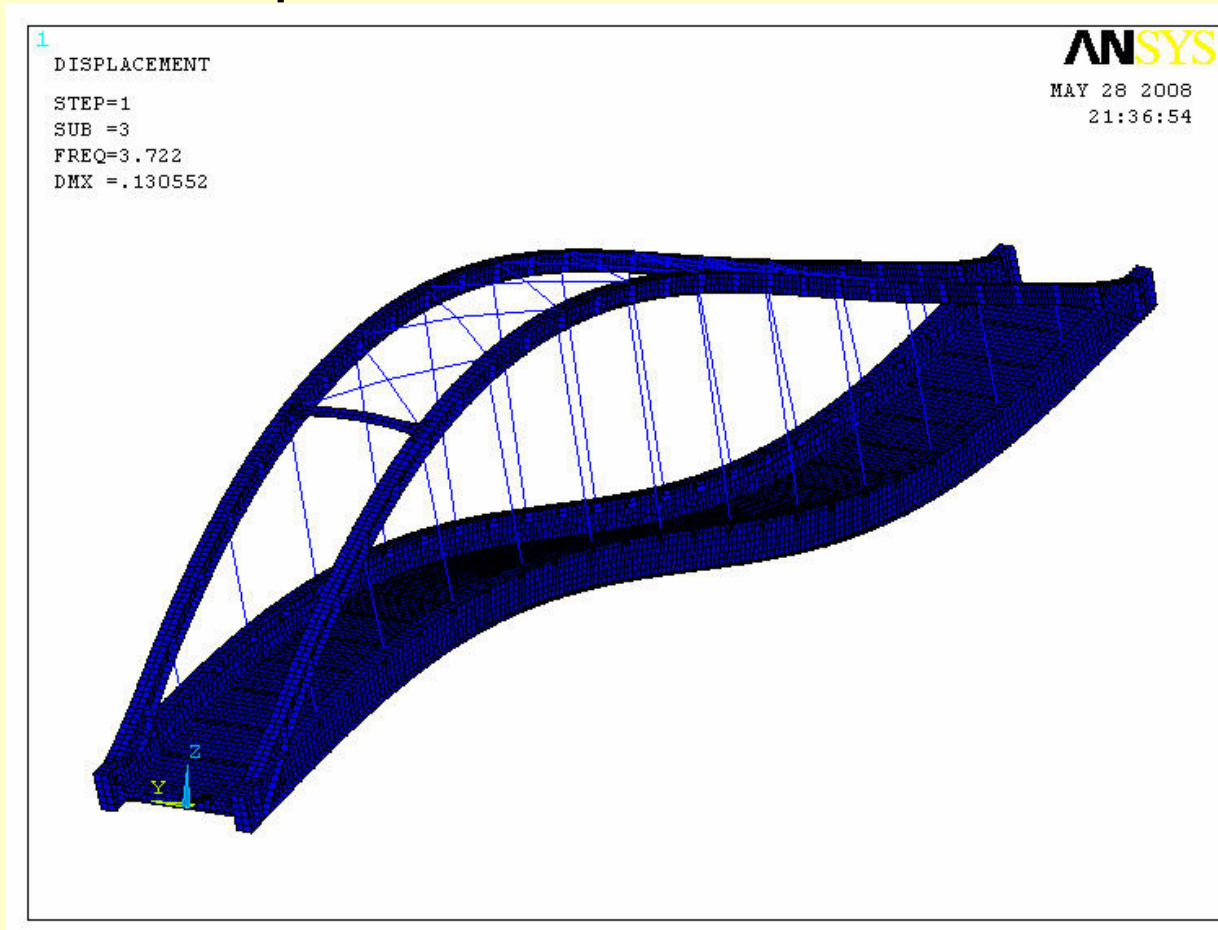 1
DISPLACEMENT
STEP=1
SUB =3
FREQ=3.722
DMX =.130552
ANSYS
MAY 28 2008
21:36:54
Z
Y